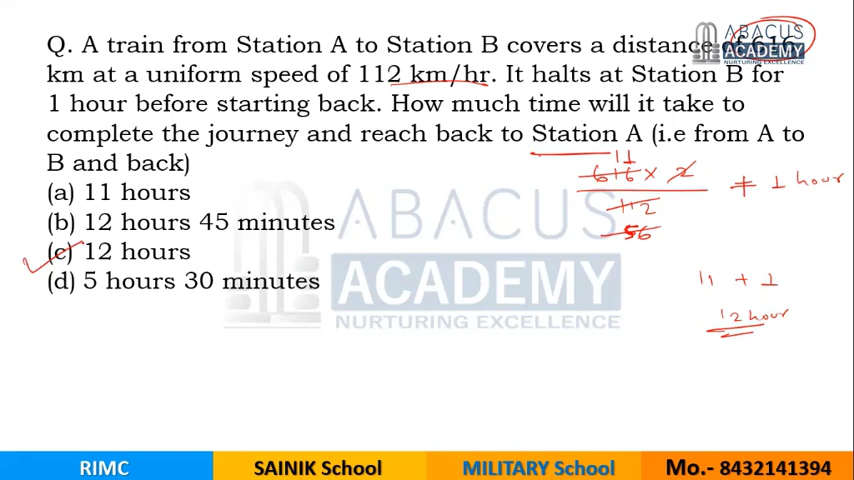 Q. A train from Station A to Station B covers a distance of 616
km at a uniform speed of 112 km/hr. It halts at Station B for
1 hour before starting back. How much time will it take to
complete the journey and reach back to Station A (i.e from A to
B and back)
(a) 11 hours
(b) 12 hours 45 minutes
(c) 12 hours
(d) 5 hours 30 minutes
11
616 x 2
112
56
+ 1 hour
11 + 1
12 hour
ABACUS
ACADEMY
NURTURING EXCELLENCE
ABACUS
ACADEMY
NURTURING EXCELLENCE
RIMC
SAINIK School
MILITARY School
Mo.- 8432141394